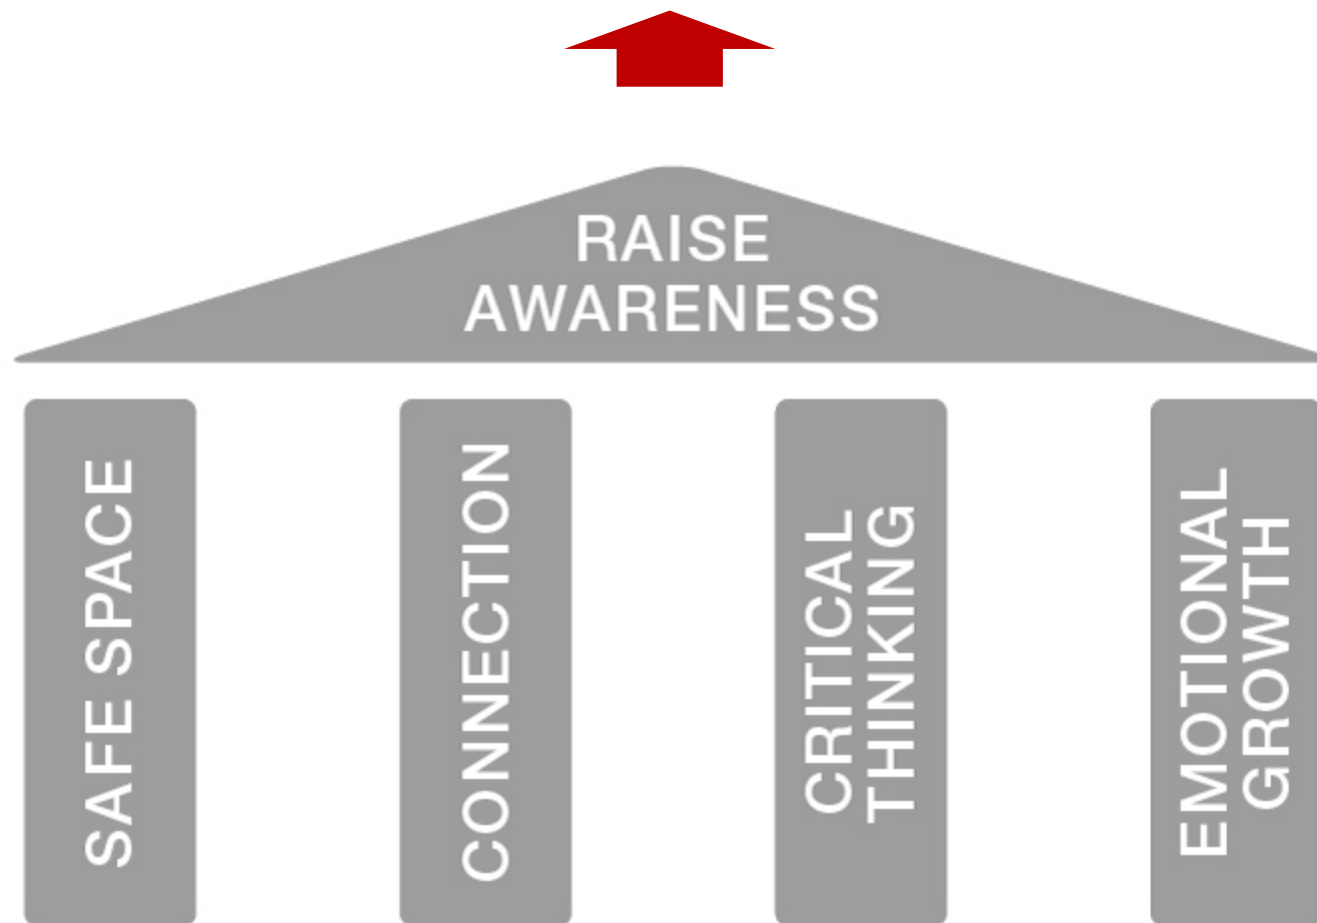 RAISE
AWARENESS
SAFE SPACE
CONNECTION
CRITICAL
THINKING
EMOTIONAL
GROWTH